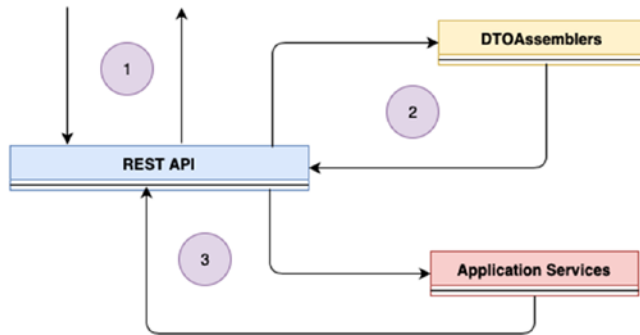 DTOAssemblers
1
2
REST API
3
Application Services